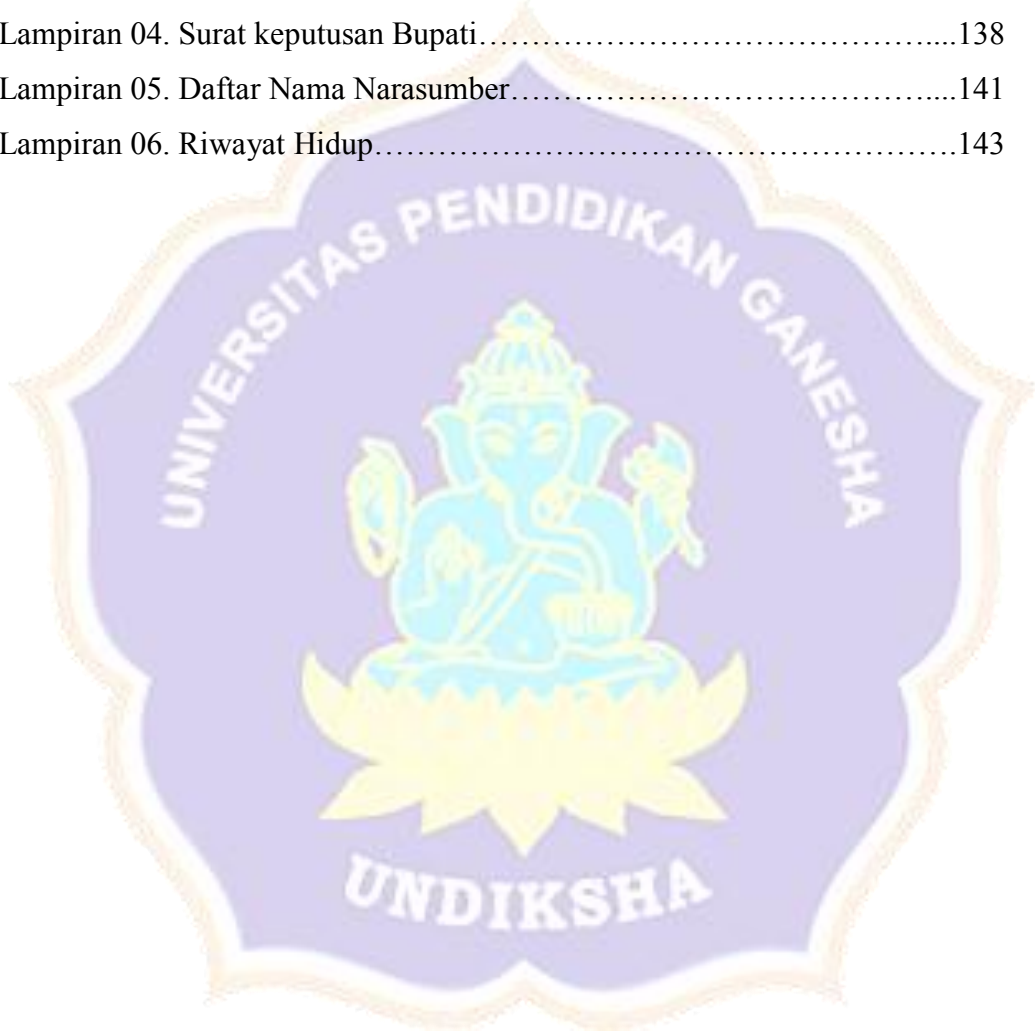 Lampiran 04. Surat keputusan Bupati……………………………………...138
Lampiran 05. Daftar Nama Narasumber…………………………………...141
Lampiran 06. Riwayat Hidup……………………………………………….143
UNIVERSITAS PENDIDIKAN GANESHA
UNDIKSHA